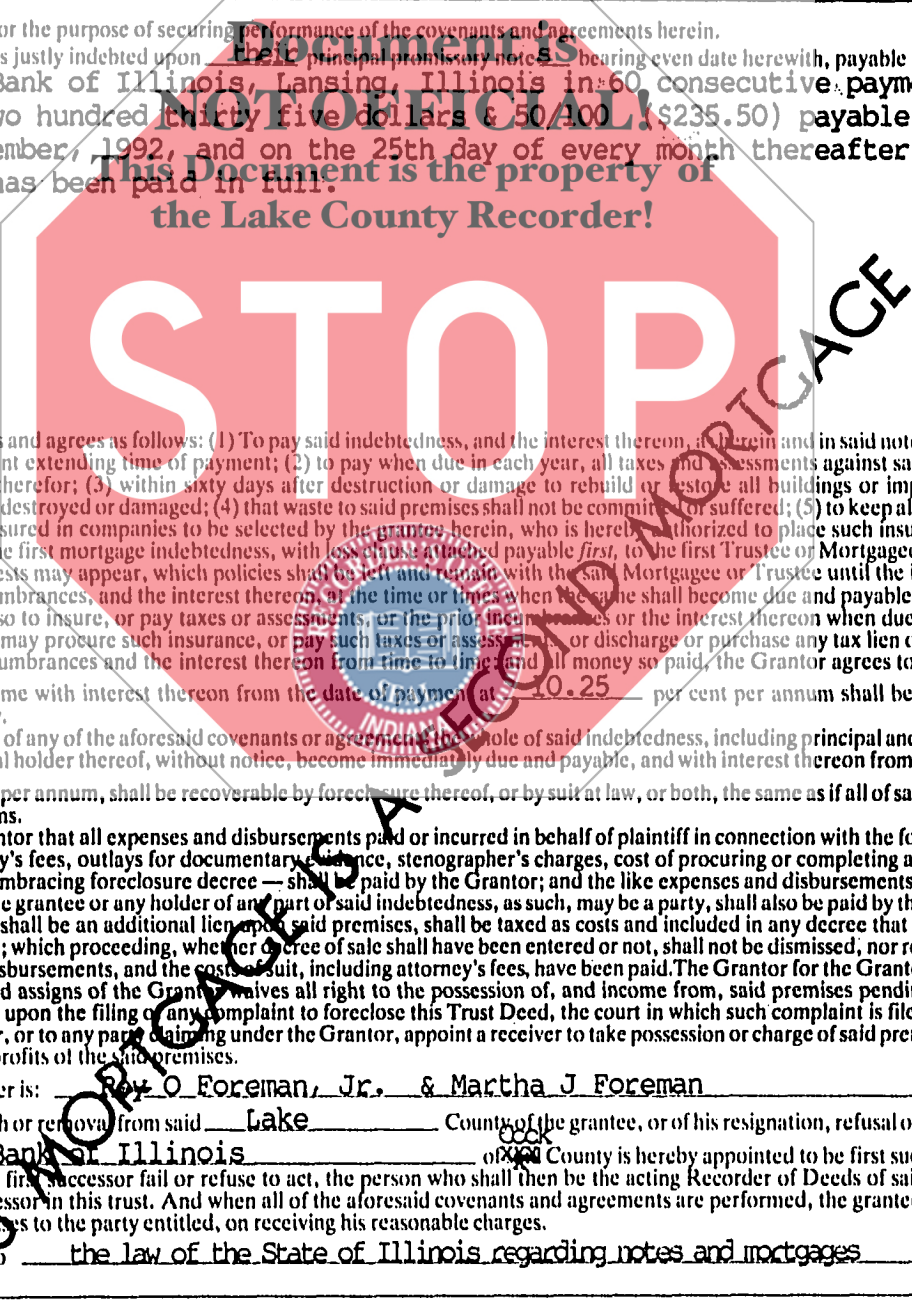 or the purpose of securing performance of the covenants and agreements herein.
Document is
s justly indebted upon their principal promissory note s bearing even date herewith, payable
Bank of Illinois, Lansing, Illinois in 60 consecutive paym
NOT OFFICIAL!
wo hundred thirty five dollars & 50/100 ($235.50) payable
ember, 1992, and on the 25th day of every month thereafter
This Document is the property of
has been paid in full.
the Lake County Recorder!
STOP
s and agrees as follows: (1) To pay said indebtedness, and the interest thereon, as herein and in said note
nt extending time of payment; (2) to pay when due in each year, all taxes and assessments against sa
herefor; (3) within sixty days after destruction or damage to rebuild or restore all buildings or imp
destroyed or damaged; (4) that waste to said premises shall not be committed or suffered; (5) to keep al
sured in companies to be selected by the grantee herein, who is hereby authorized to place such insu
e first mortgage indebtedness, with loss clause attached payable first, to the first Trustee or Mortgagee
ests may appear, which policies shall be left and remain with the said Mortgagee or Trustee until the i
mbrances, and the interest thereon, at the time or times when the same shall become due and payable
so to insure, or pay taxes or assessments, or the prior incumbrances or the interest thereon when due
may procure such insurance, or pay such taxes or assessments, or discharge or purchase any tax lien o
umbrances and the interest thereon from time to time; and all money so paid, the Grantor agrees to
me with interest thereon from the date of payment at 10.25 per cent per annum shall be
y.
of any of the aforesaid covenants or agreements the whole of said indebtedness, including principal and
al holder thereof, without notice, become immediately due and payable, and with interest thereon from
per annum, shall be recoverable by foreclosure thereof, or by suit at law, or both, the same as if all of sa
ms.
ntor that all expenses and disbursements paid or incurred in behalf of plaintiff in connection with the fo
y's fees, outlays for documentary evidence, stenographer's charges, cost of procuring or completing a
mbracing foreclosure decree — shall be paid by the Grantor; and the like expenses and disbursements
e grantee or any holder of any part of said indebtedness, as such, may be a party, shall also be paid by th
shall be an additional lien upon said premises, shall be taxed as costs and included in any decree that
; which proceeding, whether decree of sale shall have been entered or not, shall not be dismissed, nor re
sbursements, and the costs of suit, including attorney's fees, have been paid. The Grantor for the Grant
d assigns of the Grantor waives all right to the possession of, and income from, said premises pendi
upon the filing of any complaint to foreclose this Trust Deed, the court in which such complaint is file
r, or to any party claiming under the Grantor, appoint a receiver to take possession or charge of said pre
profits of the said premises.
er is: Roy O Foreman, Jr. & Martha J Foreman
h or removal from said Lake County of the grantee, or of his resignation, refusal o
Cook
Bank of Illinois of County is hereby appointed to be first suc
first successor fail or refuse to act, the person who shall then be the acting Recorder of Deeds of sai
essor in this trust. And when all of the aforesaid covenants and agreements are performed, the grante
ses to the party entitled, on receiving his reasonable charges.
the law of the State of Illinois regarding notes and mortgages
MORTGAGE IS A SECOND MORTGAGE
INDIANA